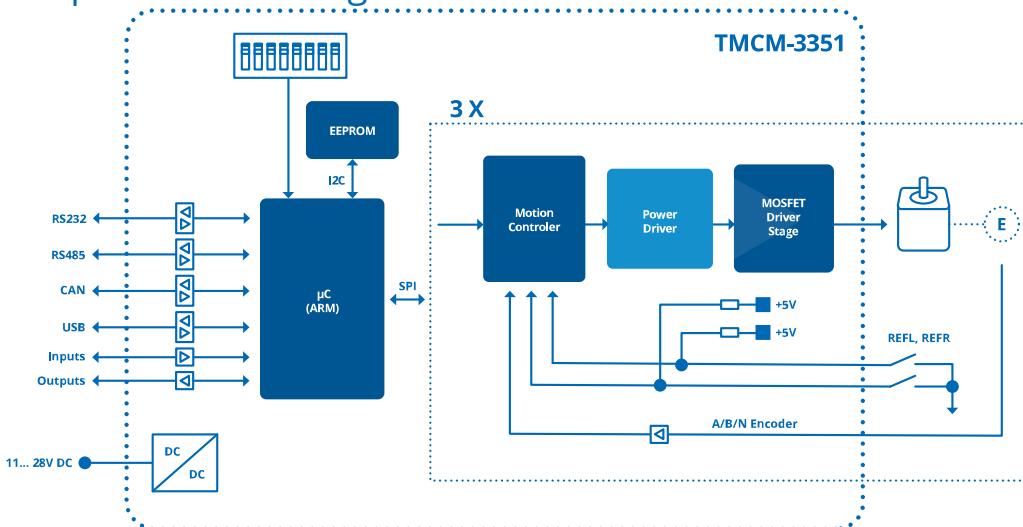 TMCM-3351
3 X
EEPROM
I2C
RS232
RS485
CAN
USB
Inputs
Outputs
µC
(ARM)
SPI
Motion
Controler
Power
Driver
MOSFET
Driver
Stage
E
+5V
+5V
REFL, REFR
A/B/N Encoder
11... 28V DC
DC
DC